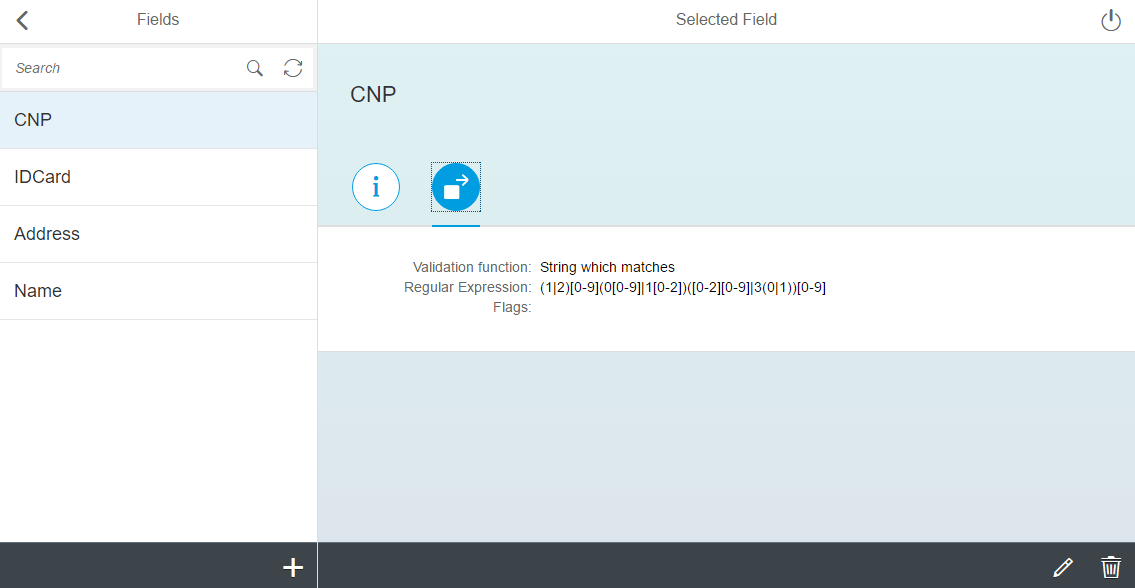 Fields
Selected Field
Search
CNP
IDCard
Address
Name
CNP
i
Validation function: String which matches
Regular Expression: (1|2)[0-9](0[0-9]|1[0-2])([0-2][0-9]|3(0|1))[0-9]
Flags: